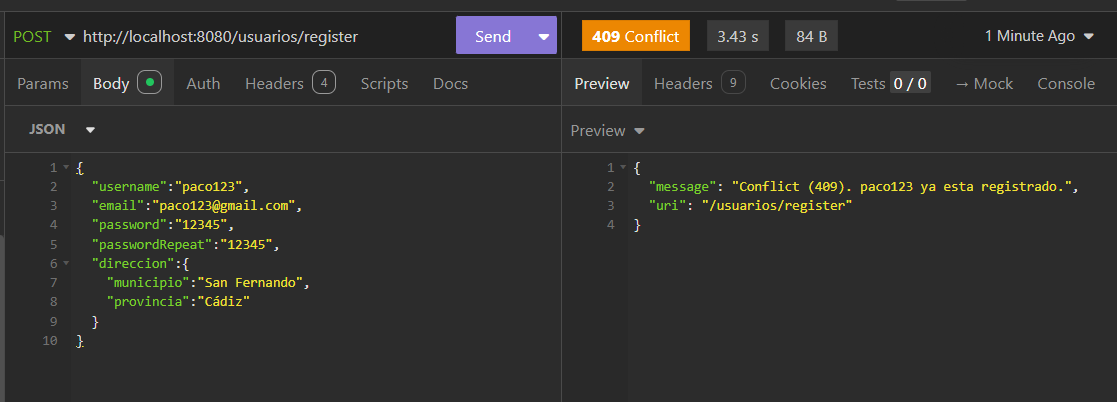 POST http://localhost:8080/usuarios/register Send
409 Conflict 3.43 s 84 B 1 Minute Ago
Params Body Auth Headers 4 Scripts Docs
Preview Headers 9 Cookies Tests 0 / 0 → Mock Console
JSON
Preview
1 {
2 "username":"paco123",
3 "email":"paco123@gmail.com",
4 "password":"12345",
5 "passwordRepeat":"12345",
6 "direccion":{
7 "municipio":"San Fernando",
8 "provincia":"Cádiz"
9 }
10 }
1 {
2 "message": "Conflict (409). paco123 ya esta registrado.",
3 "uri": "/usuarios/register"
4 }